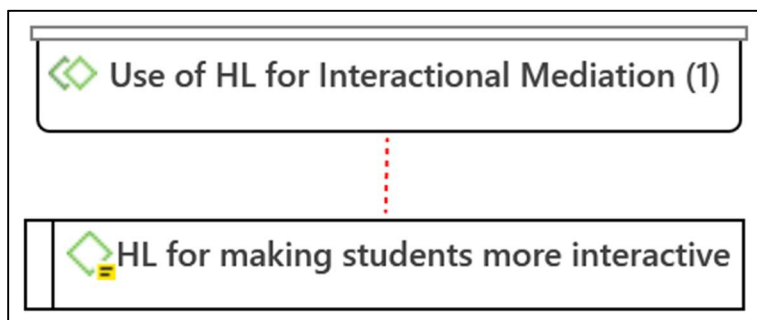 Use of HL for Interactional Mediation (1)
HL for making students more interactive